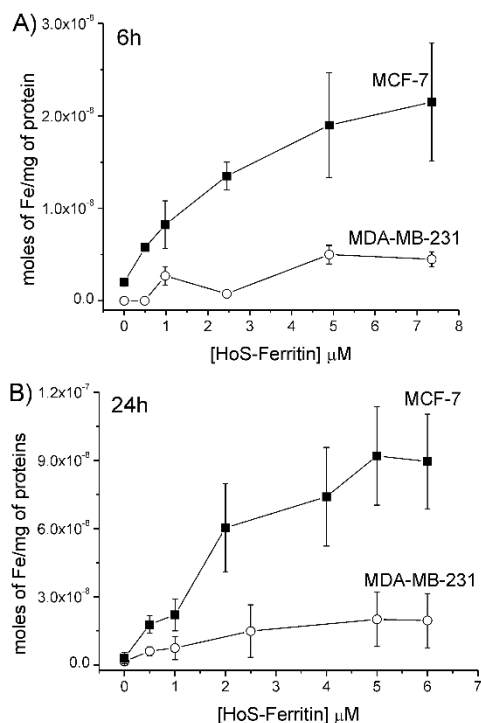 A)
6h
3.0x10⁻⁸
2.0x10⁻⁸
1.0x10⁻⁸
0.0
moles of Fe/mg of protein
MCF-7
MDA-MB-231
0 1 2 3 4 5 6 7 8
[HoS-Ferritin] μM
B)
24h
1.2x10⁻⁷
9.0x10⁻⁸
6.0x10⁻⁸
3.0x10⁻⁸
0.0
moles of Fe/mg of proteins
MCF-7
MDA-MB-231
0 1 2 3 4 5 6 7
[HoS-Ferritin] μM